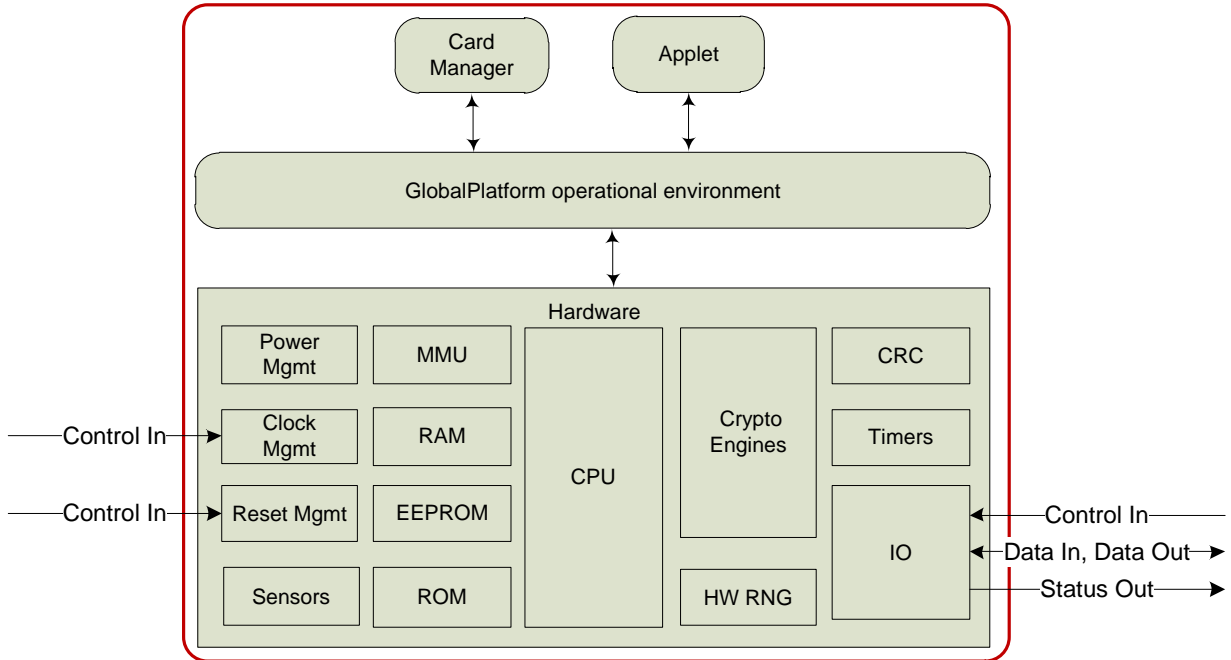 Card
Manager
Applet
GlobalPlatform operational environment
Hardware
Power
Mgmt
MMU
CRC
Control In
Clock
Mgmt
RAM
CPU
Crypto
Engines
Timers
Control In
Reset Mgmt
EEPROM
IO
Control In
Data In, Data Out
Status Out
Sensors
ROM
HW RNG